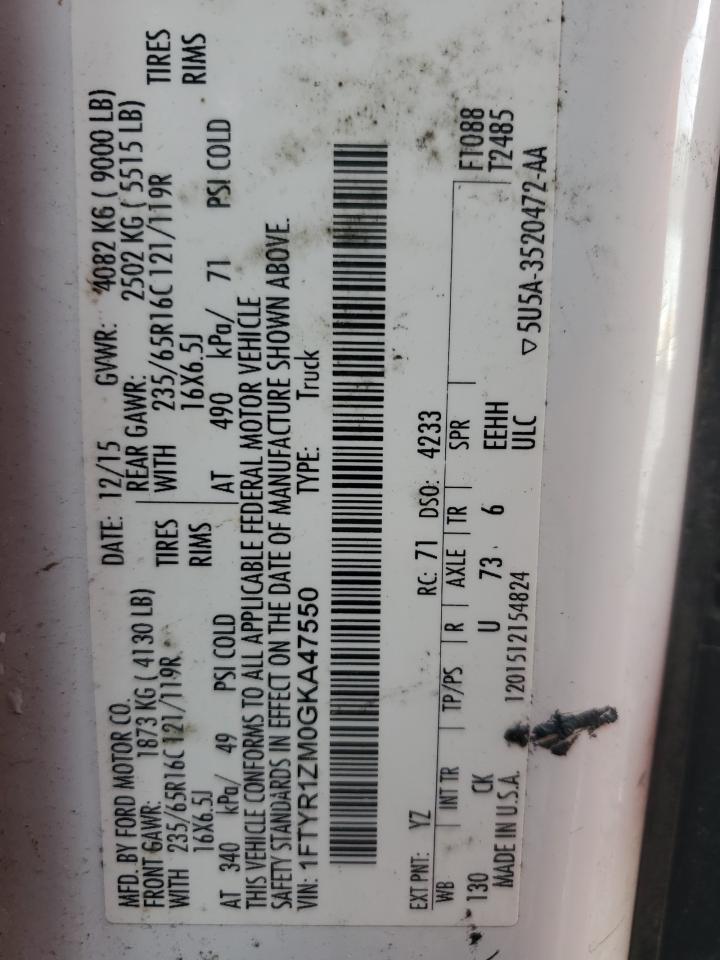 MFD. BY FORD MOTOR CO.
DATE: 12/15 GVWR: 4082 KG ( 9000 LB)
FRONT GAWR: 1873 KG ( 4130 LB)
REAR GAWR: 2502 KG ( 5515 LB)
WITH 235/65R16C 121/119R TIRES
WITH 235/65R16C 121/119R TIRES
16X6.5J RIMS
16X6.5J RIMS
AT 340 kPa/ 49 PSI COLD
AT 490 kPa/ 71 PSI COLD
THIS VEHICLE CONFORMS TO ALL APPLICABLE FEDERAL MOTOR VEHICLE
SAFETY STANDARDS IN EFFECT ON THE DATE OF MANUFACTURE SHOWN ABOVE.
VIN: 1FTYR1ZM0GKA47550 TYPE: Truck
EXT PNT: YZ RC: 71 DSO: 4233
WB INT TR TP/PS R AXLE TR SPR FT088
130 CK U 73 6 EEHH T2485
ULC
MADE IN U.S.A. 1201512154824 ▽5U5A-3520472-AA